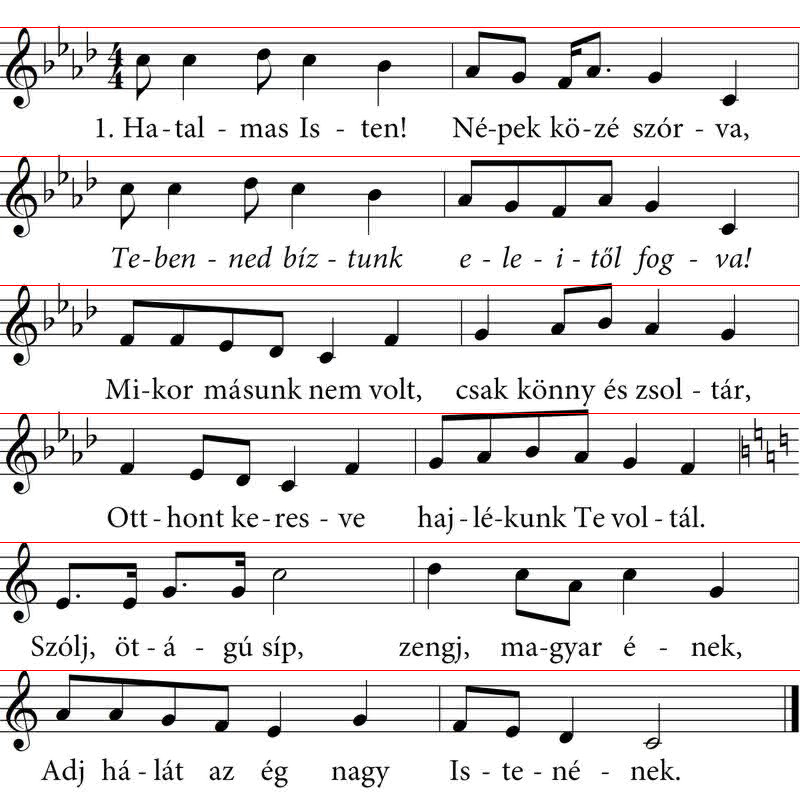 1. Ha-tal - mas Is - ten! Né-pek kö-zé szór - va,
Te-ben - ned bíz - tunk e - le - i - től fog - va!
Mi-kor másunk nem volt, csak könny és zsol - tár,
Ott-hont ke-res - ve haj-lé-kunk Te vol - tál.
Szólj, öt-á - gú síp, zengj, ma-gyar é - nek,
Adj há-lát az ég nagy Is - te - né - nek.